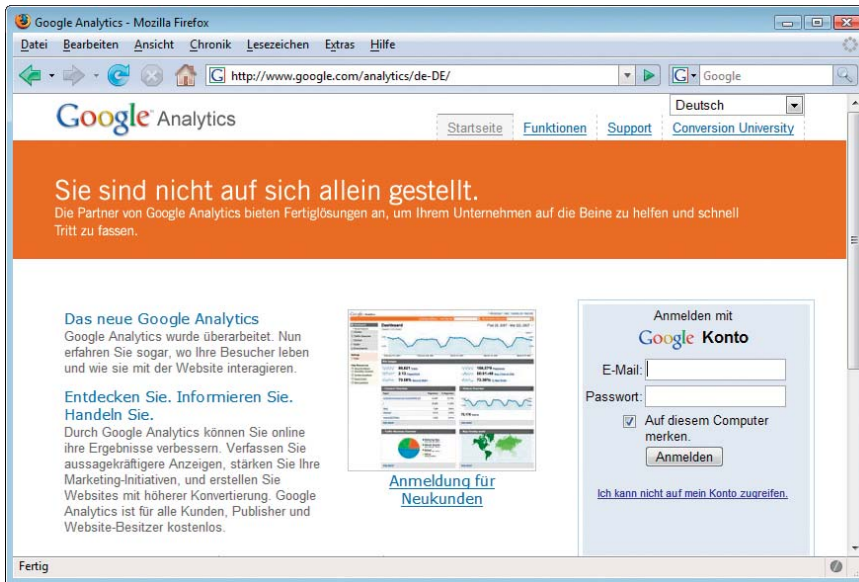 Google Analytics - Mozilla Firefox
Datei Bearbeiten Ansicht Chronik Lesezeichen Extras Hilfe
http://www.google.com/analytics/de-DE/
Google
Google Analytics
Deutsch
Startseite Funktionen Support Conversion University
Sie sind nicht auf sich allein gestellt.
Die Partner von Google Analytics bieten Fertiglösungen an, um Ihrem Unternehmen auf die Beine zu helfen und schnell
Tritt zu fassen.
Das neue Google Analytics
Google Analytics wurde überarbeitet. Nun
erfahren Sie sogar, wo Ihre Besucher leben
und wie sie mit der Website interagieren.
Entdecken Sie. Informieren Sie.
Handeln Sie.
Durch Google Analytics können Sie online
ihre Ergebnisse verbessern. Verfassen Sie
aussagekräftigere Anzeigen, stärken Sie Ihre
Marketing-Initiativen, und erstellen Sie
Websites mit höherer Konvertierung. Google
Analytics ist für alle Kunden, Publisher und
Website-Besitzer kostenlos.
Dashboard
Anmeldung für
Neukunden
Anmelden mit
Google Konto
E-Mail:
Passwort:
Auf diesem Computer
merken.
Anmelden
Ich kann nicht auf mein Konto zugreifen.
Fertig